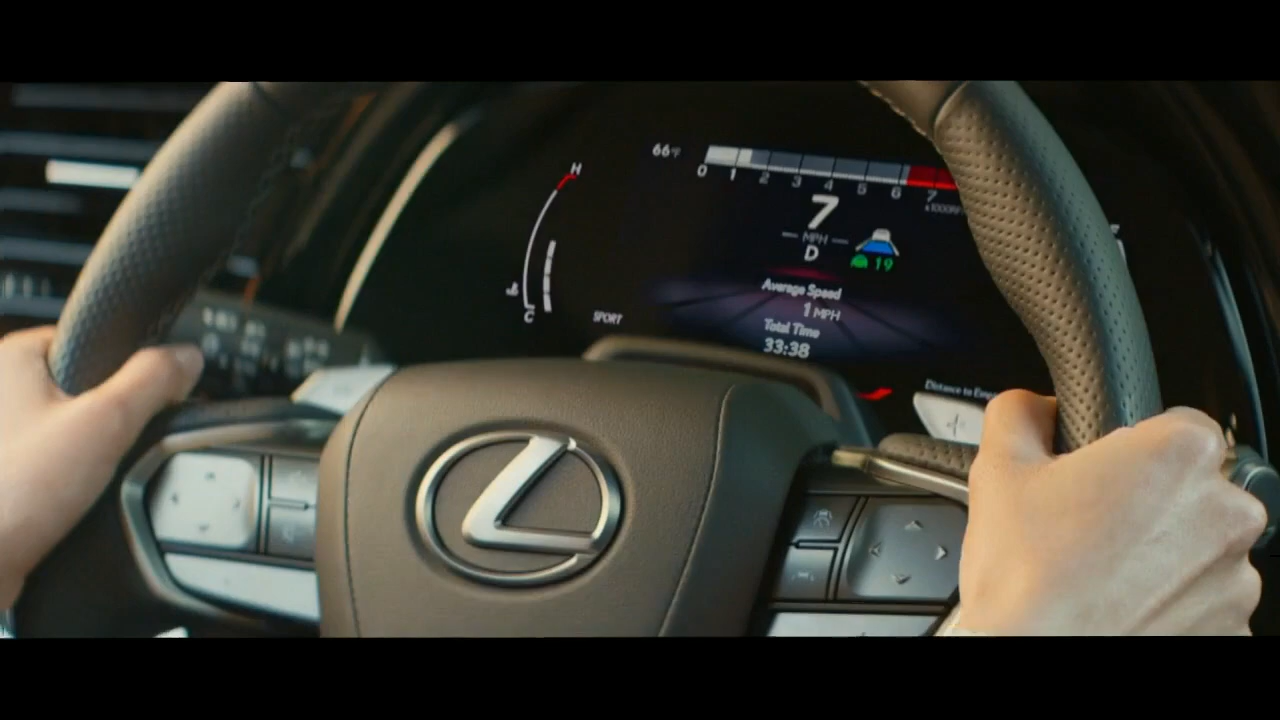 66°F
H
0 1 2 3 4 5 6 7
x1000
7
MPH
D
19
Average Speed
1 MPH
Total Time
33:38
C
SPORT
Distance to